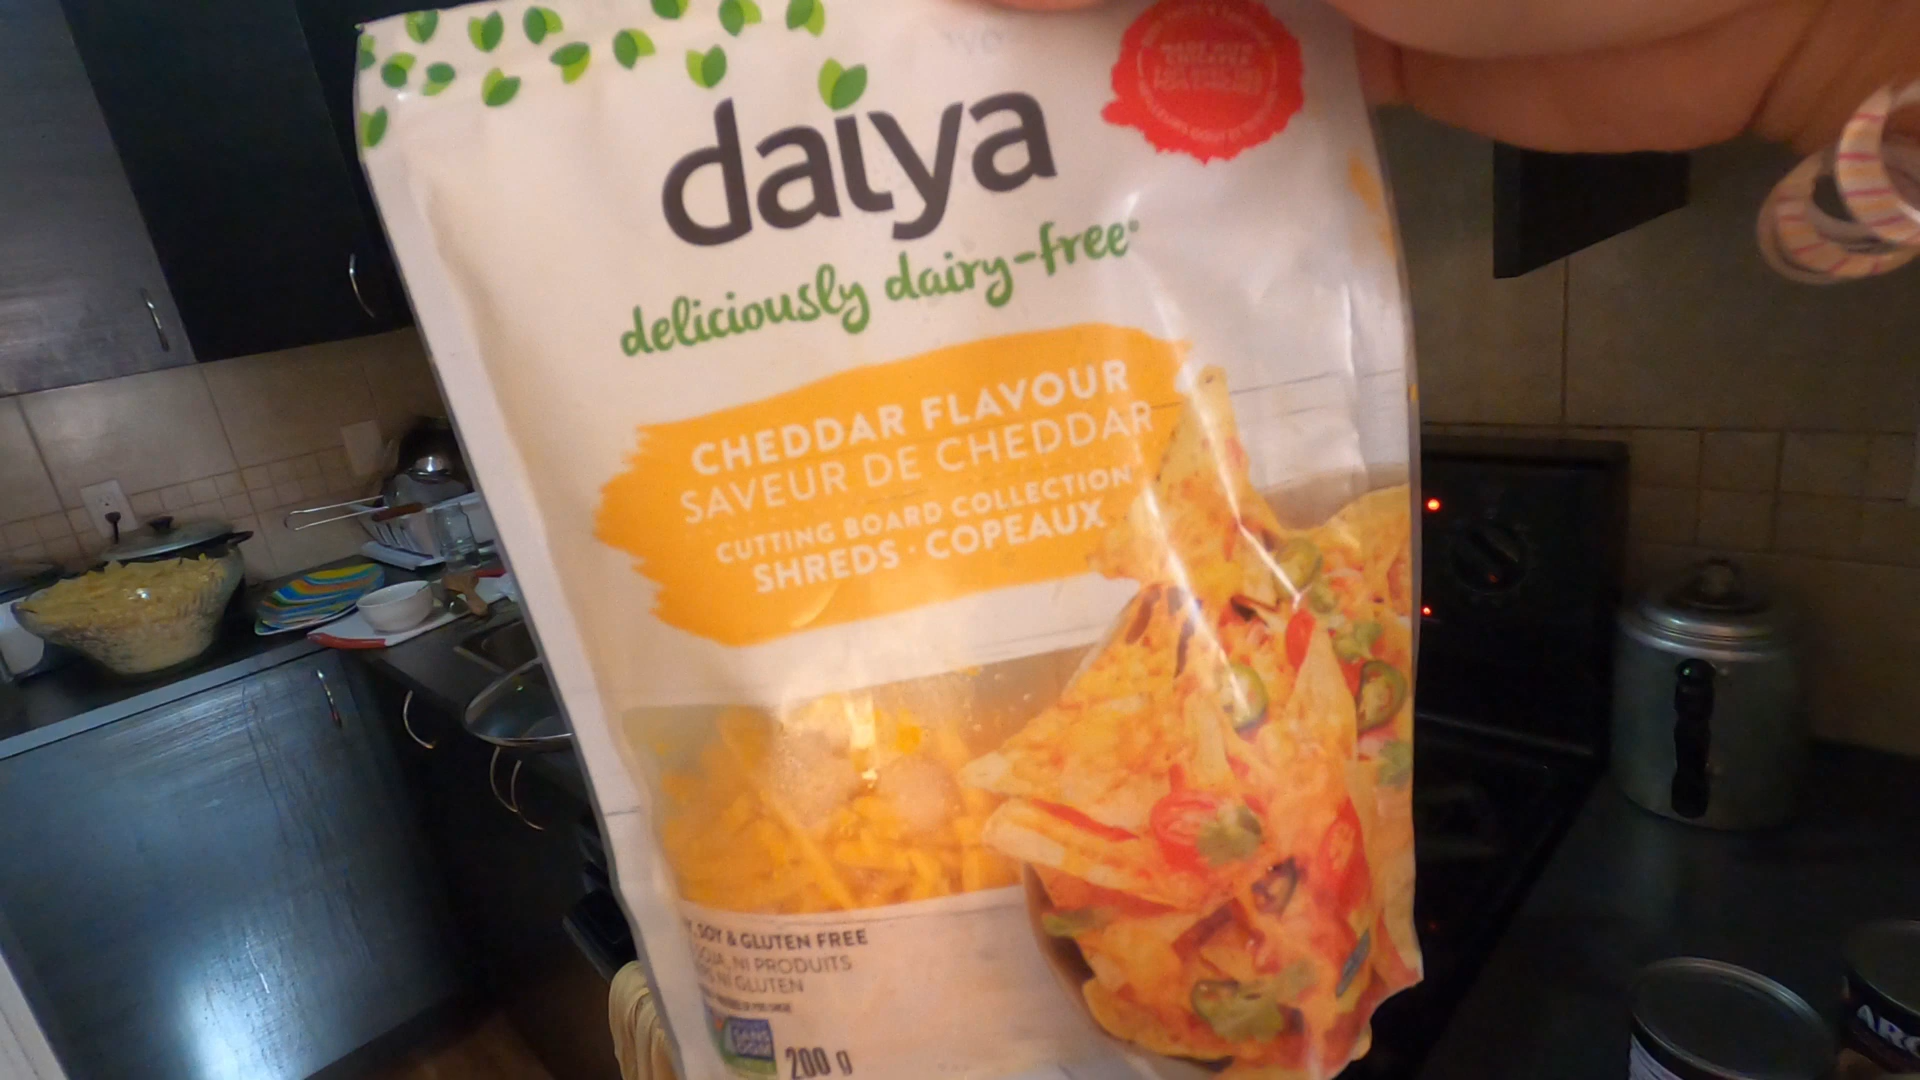 daiya
deliciously dairy-free
CHEDDAR FLAVOUR
SAVEUR DE CHEDDAR
CUTTING BOARD COLLECTION
SHREDS · COPEAUX
SOY & GLUTEN FREE
NI PRODUITS
NI GLUTEN
200 g